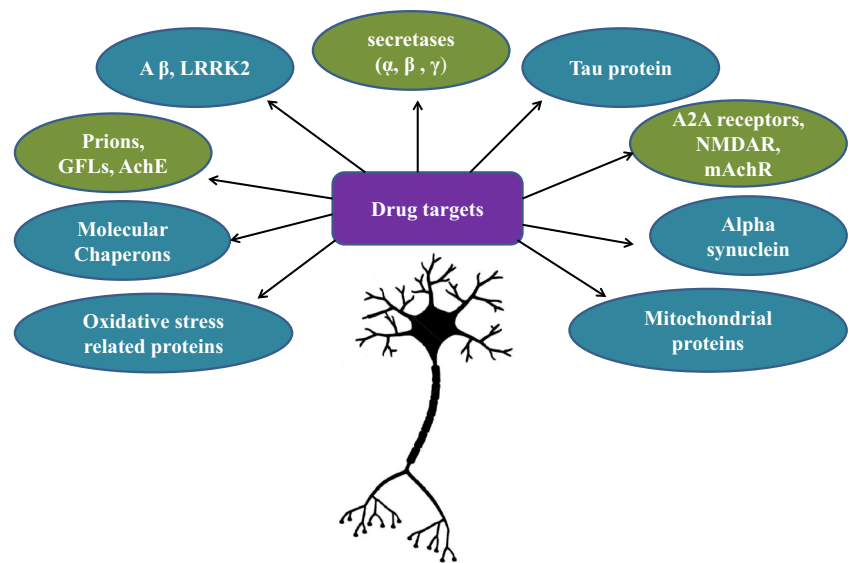 secretases
(ᾳ, β , γ)
A β, LRRK2
Tau protein
Prions,
GFLs, AchE
A2A receptors,
NMDAR,
mAchR
Drug targets
Molecular
Chaperons
Alpha
synuclein
Oxidative stress
related proteins
Mitochondrial
proteins